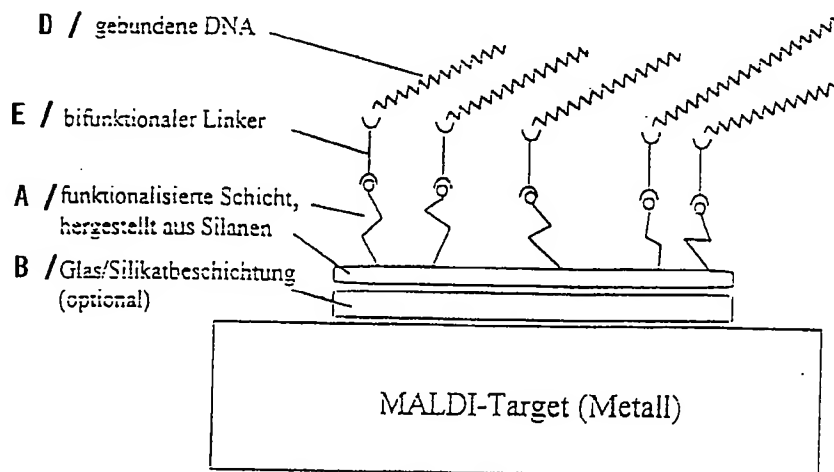 D / gebundene DNA
E / bifunktionaler Linker
A / funktionalisierte Schicht,
hergestellt aus Silanen
B / Glas/Silikatbeschichtung
(optional)
MALDI-Target (Metall)